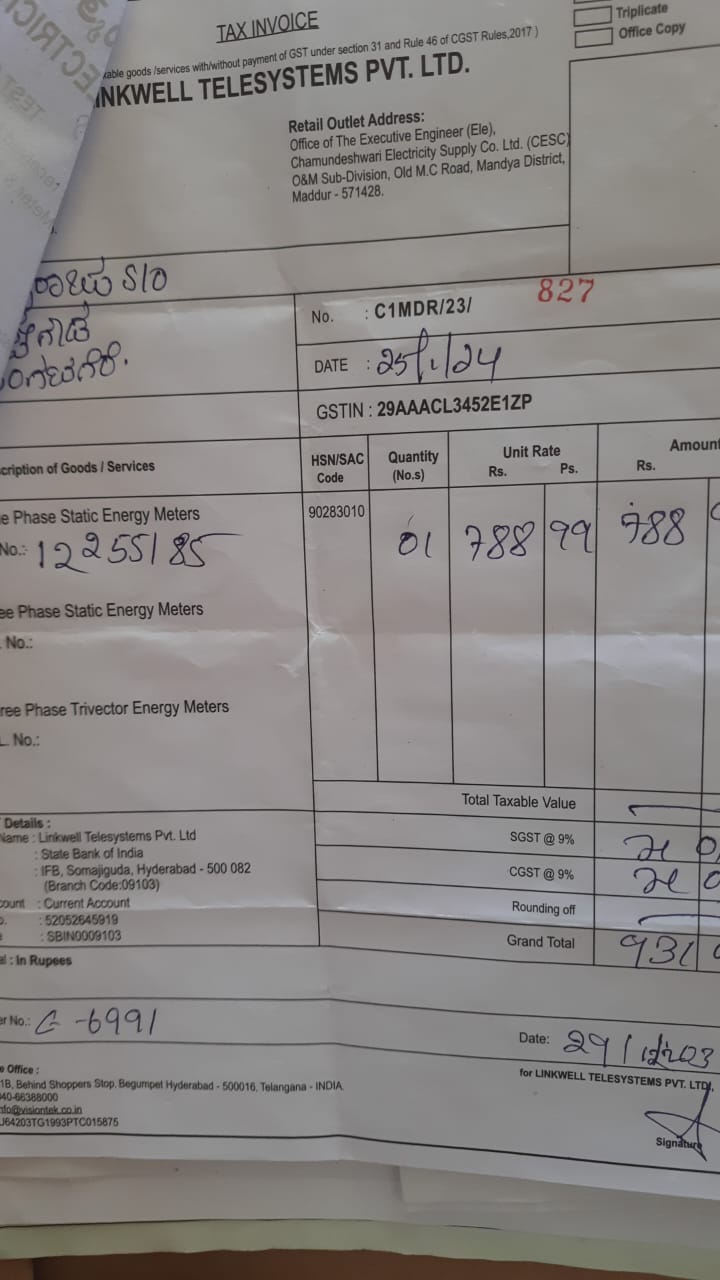 TAX INVOICE
Triplicate
Office Copy
goods /services with/without payment of GST under section 31 and Rule 46 of CGST Rules,2017 )
LINKWELL TELESYSTEMS PVT. LTD.
Retail Outlet Address:
Office of The Executive Engineer (Ele),
Chamundeshwari Electricity Supply Co. Ltd. (CESC)
O&M Sub-Division, Old M.C Road, Mandya District,
Maddur - 571428.
S/O
No. : C1MDR/23/ 827
DATE : 25/1/24
GSTIN : 29AAACL3452E1ZP
cription of Goods / Services HSN/SAC Code Quantity (No.s) Unit Rate Rs. Ps. Amount Rs.
e Phase Static Energy Meters 90283010 01 788 99 788
No.: 12255185
ee Phase Static Energy Meters
No.:
ree Phase Trivector Energy Meters
L. No.:
Total Taxable Value
Details :
Name : Linkwell Telesystems Pvt. Ltd
SGST @ 9%
: State Bank of India
: IFB, Somajiguda, Hyderabad - 500 082
CGST @ 9%
(Branch Code:09103)
count : Current Account
Rounding off
o. : 52052645919
: SBIN0009103
Grand Total 931
al : In Rupees
er No.: G-6991
Date: 29/
for LINKWELL TELESYSTEMS PVT. LTD.
e Office :
1B, Behind Shoppers Stop, Begumpet Hyderabad - 500016, Telangana - INDIA.
040-66388000
nfo@visiontek.co.in
U64203TG1993PTC015875
Signature